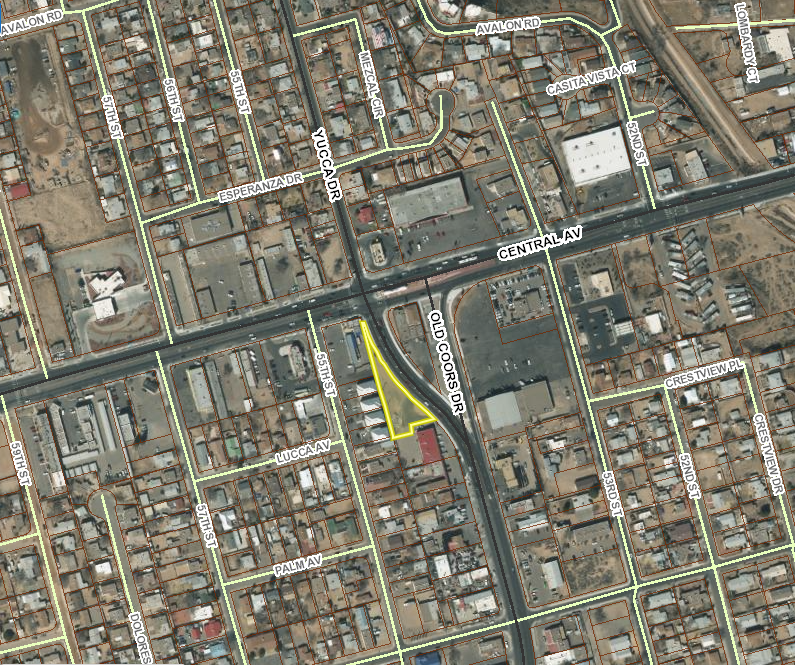 AVALON RD
AVALON RD
LOMBARDY CT
57TH ST
56TH ST
55TH ST
MEZCAL CIR
CASITA VISTA CT
52ND ST
YUCCA DR
ESPERANZA DR
CENTRAL AV
OLD COORS DR
55TH ST
CRESTVIEW PL
59TH ST
LUCCA AV
53RD ST
52ND ST
CRESTVIEW DR
57TH ST
PALM AV
DOLORES